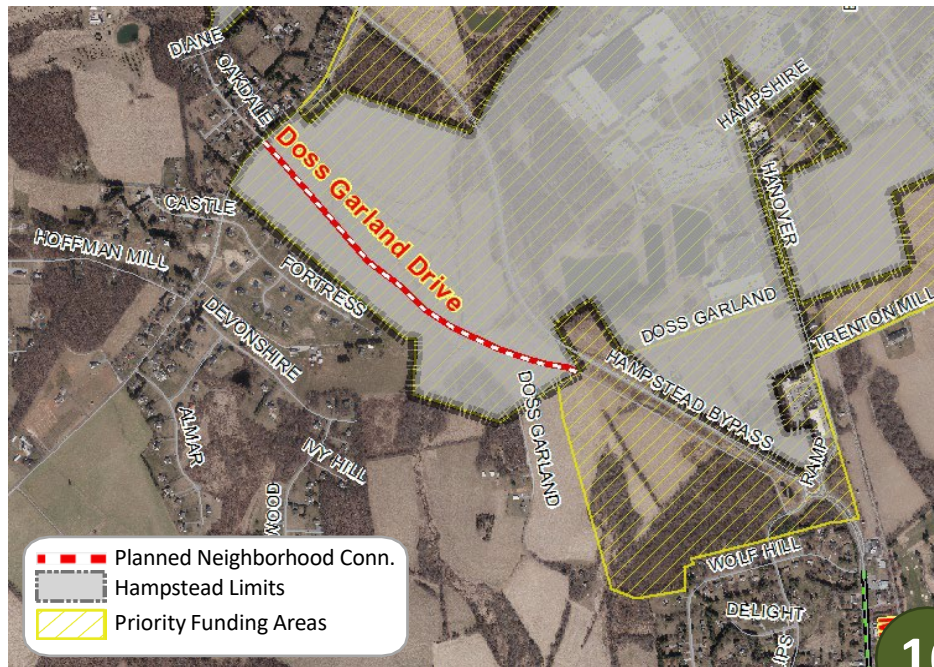 DIANE
OAKDALE
HAMPSHIRE
Doss Garland Drive
HANOVER
CASTLE
HOFFMAN MILL
FORTRESS
DEVONSHIRE
DOSS GARLAND
TRENTON MILL
HAMPSTEAD BYPASS
DOSS GARLAND
ALMAR
IVY HILL
RAMP
WOOD
WOLF HILL
DELIGHT
Planned Neighborhood Conn.
Hampstead Limits
Priority Funding Areas